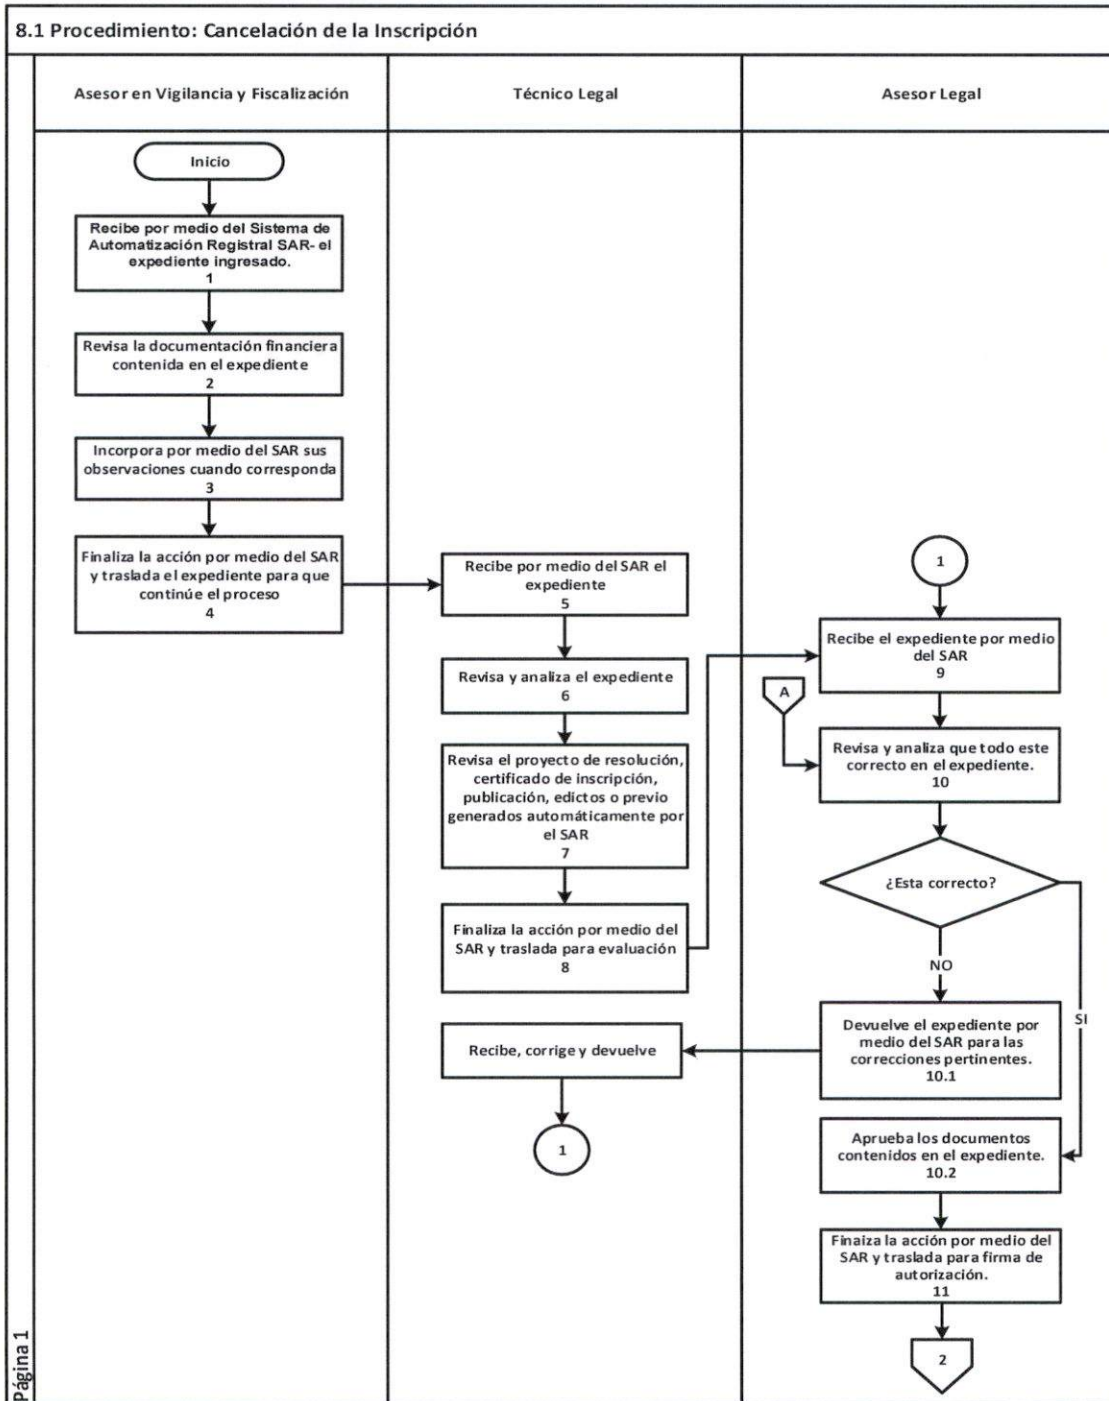 8.1 Procedimiento: Cancelación de la Inscripción
Asesor en Vigilancia y Fiscalización
Técnico Legal
Asesor Legal
Inicio
Recibe por medio del Sistema de
Automatización Registral SAR- el
expediente ingresado.
1
Revisa la documentación financiera
contenida en el expediente
2
Incorpora por medio del SAR sus
observaciones cuando corresponda
3
Finaliza la acción por medio del SAR
y traslada el expediente para que
continúe el proceso
4
Recibe por medio del SAR el
expediente
5
Revisa y analiza el expediente
6
Revisa el proyecto de resolución,
certificado de inscripción,
publicación, edictos o previo
generados automáticamente por
el SAR
7
Finaliza la acción por medio del
SAR y traslada para evaluación
8
Recibe, corrige y devuelve
1
1
Recibe el expediente por medio
del SAR
9
A
Revisa y analiza que todo este
correcto en el expediente.
10
¿Esta correcto?
NO
SI
Devuelve el expediente por
medio del SAR para las
correcciones pertinentes.
10.1
Aprueba los documentos
contenidos en el expediente.
10.2
Finaiza la acción por medio del
SAR y traslada para firma de
autorización.
11
2
Página 1